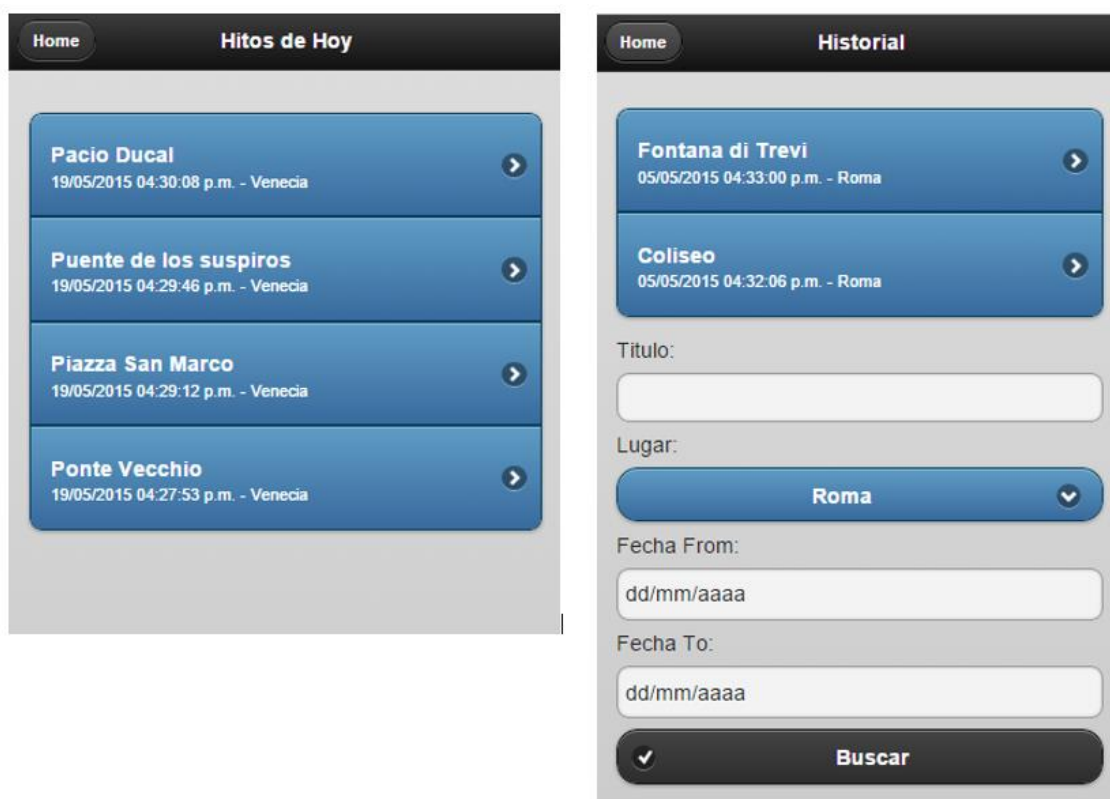 Home
Hitos de Hoy
Pacio Ducal
19/05/2015 04:30:08 p.m. - Venecia
Puente de los suspiros
19/05/2015 04:29:46 p.m. - Venecia
Piazza San Marco
19/05/2015 04:29:12 p.m. - Venecia
Ponte Vecchio
19/05/2015 04:27:53 p.m. - Venecia
Home
Historial
Fontana di Trevi
05/05/2015 04:33:00 p.m. - Roma
Coliseo
05/05/2015 04:32:06 p.m. - Roma
Titulo:
Lugar:
Roma
Fecha From:
dd/mm/aaaa
Fecha To:
dd/mm/aaaa
Buscar